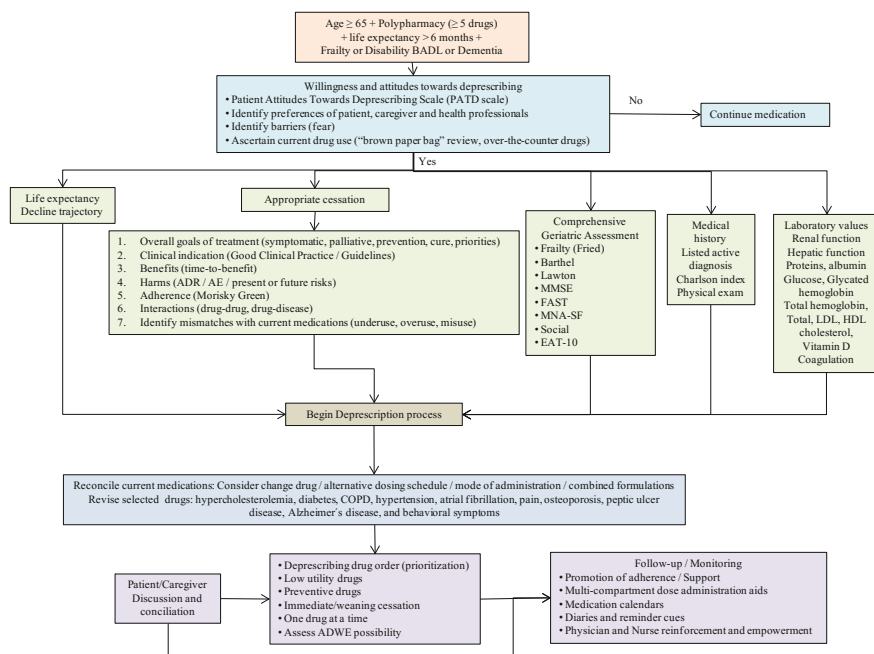 Age ≥ 65 + Polypharmacy (≥ 5 drugs)
+ life expectancy > 6 months +
Frailty or Disability BADL or Dementia
Willingness and attitudes towards deprescribing
• Patient Attitudes Towards Deprescribing Scale (PATD scale)
• Identify preferences of patient, caregiver and health professionals
• Identify barriers (fear)
• Ascertain current drug use (“brown paper bag” review, over-the-counter drugs)
No
Continue medication
Yes
Life expectancy
Decline trajectory
Appropriate cessation
1. Overall goals of treatment (symptomatic, palliative, prevention, cure, priorities)
2. Clinical indication (Good Clinical Practice / Guidelines)
3. Benefits (time-to-benefit)
4. Harms (ADR / AE / present or future risks)
5. Adherence (Morisky Green)
6. Interactions (drug-drug, drug-disease)
7. Identify mismatches with current medications (underuse, overuse, misuse)
Comprehensive
Geriatric Assessment
• Frailty (Fried)
• Barthel
• Lawton
• MMSE
• FAST
• MNA-SF
• Social
• EAT-10
Medical
history
Listed active
diagnosis
Charlson index
Physical exam
Laboratory values
Renal function
Hepatic function
Proteins, albumin
Glucose, Glycated
hemoglobin
Total hemoglobin,
Total, LDL, HDL
cholesterol,
Vitamin D
Coagulation
Begin Deprescription process
Reconcile current medications: Consider change drug / alternative dosing schedule / mode of administration / combined formulations
Revise selected drugs: hypercholesterolemia, diabetes, COPD, hypertension, atrial fibrillation, pain, osteoporosis, peptic ulcer
disease, Alzheimer´s disease, and behavioral symptoms
Patient/Caregiver
Discussion and
conciliation
• Deprescribing drug order (prioritization)
• Low utility drugs
• Preventive drugs
• Immediate/weaning cessation
• One drug at a time
• Assess ADWE possibility
Follow-up / Monitoring
• Promotion of adherence / Support
• Multi-compartment dose administration aids
• Medication calendars
• Diaries and reminder cues
• Physician and Nurse reinforcement and empowerment